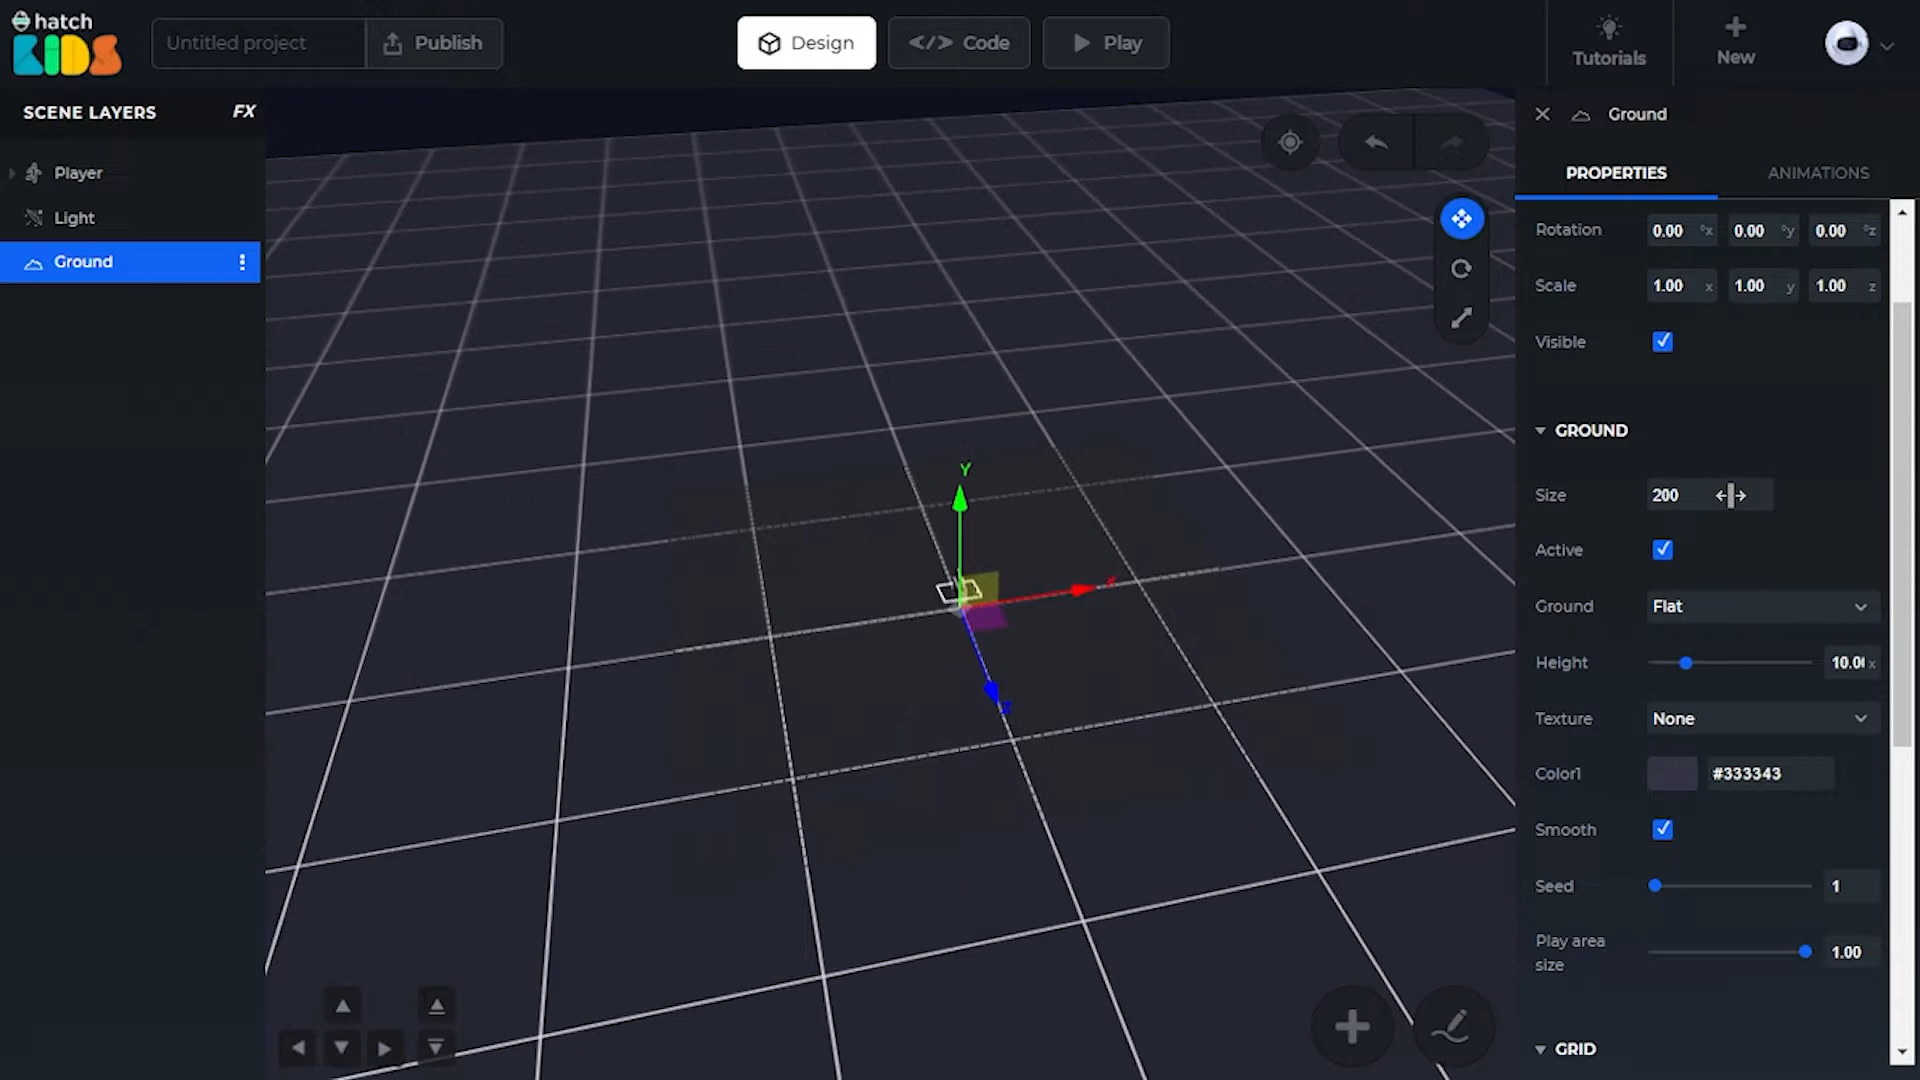 hatch
KIDS
Untitled project
Publish
Design
</> Code
Play
Tutorials
New
SCENE LAYERS
FX
Player
Light
Ground
Y
X
Z
Ground
PROPERTIES
ANIMATIONS
Rotation 0.00 °x 0.00 °y 0.00 °z
Scale 1.00 x 1.00 y 1.00 z
Visible
GROUND
Size 200
Active
Ground Flat
Height 10.00 x
Texture None
Color1 #333343
Smooth
Seed 1
Play area
size 1.00
GRID